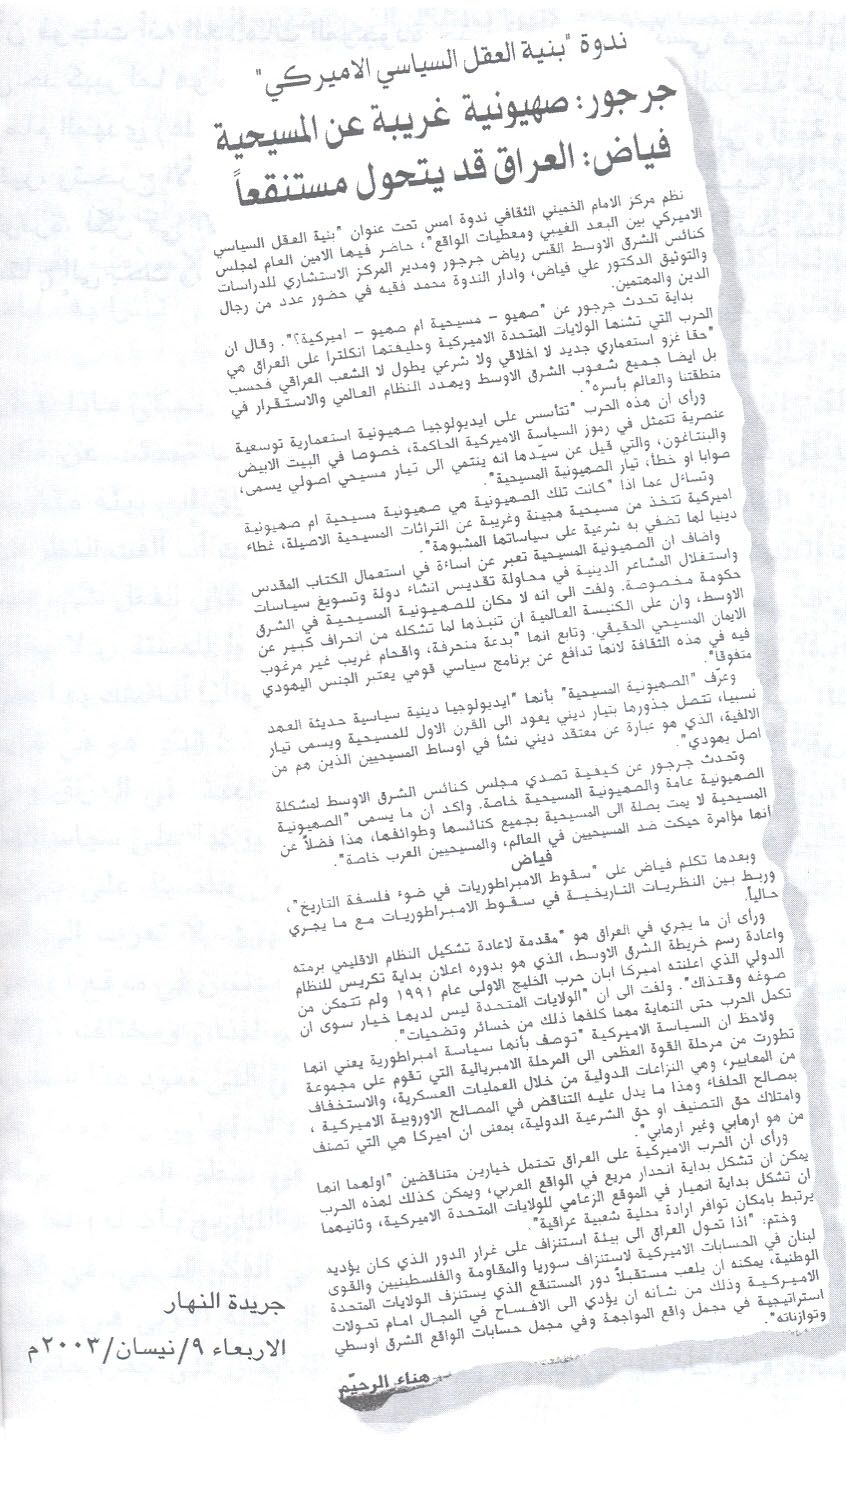 ندوة "بنية العقل السياسي الاميركي"
جرجور: صهيونية غريبة عن المسيحية
فياض: العراق قد يتحول مستنقعاً
نظم مركز الامام الخميني الثقافي ندوة امس تحت عنوان "بنية العقل السياسي
الاميركي بين البعد الغيبي ومعطيات الواقع"، حاضر فيها الامين العام لمجلس
كنائس الشرق الاوسط القس رياض جرجور ومدير المركز الاستشاري للدراسات
والتوثيق الدكتور علي فياض، وادار الندوة محمد فقيه في حضور عدد من رجال
الدين والمهتمين.
بداية تحدث جرجور عن "صهيو - مسيحية ام صهيو - اميركية؟". وقال ان
الحرب التي تشنها الولايات المتحدة الاميركية وحليفتها انكلترا على العراق هي
"حقا غزو استعماري جديد لا اخلاقي ولا شرعي يطول لا الشعب العراقي فحسب
بل ايضا جميع شعوب الشرق الاوسط ويهدد النظام العالمي والاستقرار في
منطقتنا والعالم بأسره".
ورأى ان هذه الحرب "تتأسس على ايديولوجيا صهيونية استعمارية توسعية
عنصرية تتمثل في رموز السياسة الاميركية الحاكمة، خصوصا في البيت الابيض
والبنتاغون، والتي قيل عن سيّدها انه ينتمي الى تيار مسيحي اصولي يسمى،
صوابا او خطأ، تيار الصهيونية المسيحية".
وتساءل عما اذا "كانت تلك الصهيونية هي صهيونية مسيحية ام صهيونية
اميركية تتخذ من مسيحية هجينة وغريبة عن التراثات المسيحية الاصيلة، غطاء
دينيا لها تضفي به شرعية على سياساتها المشبوهة".
واضاف ان الصهيونية المسيحية تعبر عن اساءة في استعمال الكتاب المقدس
واستغلال المشاعر الدينية في محاولة تقديس انشاء دولة وتسويغ سياسات
حكومة مخصوصة. ولفت الى انه لا مكان للصهيونية المسيحية في الشرق
الاوسط، وان على الكنيسة العالمية ان تنبذها لما تشكله من انحراف كبير عن
الايمان المسيحي الحقيقي. وتابع انها "بدعة منحرفة، واقحام غريب غير مرغوب
فيه في هذه الثقافة لانها تدافع عن برنامج سياسي قومي يعتبر الجنس اليهودي
متفوقا".
وعرّف "الصهيونية المسيحية" بأنها "ايديولوجيا دينية سياسية حديثة العهد
نسبيا، تتصل جذورها بتيار ديني يعود الى القرن الاول للمسيحية ويسمى تيار
الالفية، الذي هو عبارة عن معتقد ديني نشأ في اوساط المسيحيين الذين هم من
اصل يهودي".
وتحدث جرجور عن كيفية تصدي مجلس كنائس الشرق الاوسط لمشكلة
الصهيونية عامة والصهيونية المسيحية خاصة. واكد ان ما يسمى "الصهيونية
المسيحية لا يمت بصلة الى المسيحية بجميع كنائسها وطوائفها، هذا فضلاً عن
أنها مؤامرة حيكت ضد المسيحيين في العالم، والمسيحيين العرب خاصة".
فياض
وبعدها تكلم فياض على "سقوط الامبراطوريات في ضوء فلسفة التاريخ"،
وربط بين النظريات التاريخية في سقوط الامبراطوريات مع ما يجري
حالياً.
ورأى ان ما يجري في العراق هو "مقدمة لاعادة تشكيل النظام الاقليمي برمته
واعادة رسم خريطة الشرق الاوسط، الذي هو بدوره اعلان بداية تكريس للنظام
الدولي الذي اعلنته اميركا ابان حرب الخليج الاولى عام ١٩٩١ ولم تتمكن من
صوغه وقتذاك". ولفت الى ان "الولايات المتحدة ليس لديها خيار سوى ان
تكمل الحرب حتى النهاية مهما كلفها ذلك من خسائر وتضحيات".
ولاحظ ان السياسة الاميركية "توصف بأنها سياسة امبراطورية يعني انها
تطورت من مرحلة القوة العظمى الى المرحلة الامبريالية التي تقوم على مجموعة
من المعايير، وهي النزاعات الدولية من خلال العمليات العسكرية، والاستخفاف
بمصالح الحلفاء وهذا ما يدل عليه التناقض في المصالح الاوروبية الاميركية،
وامتلاك حق التصنيف او حق الشرعية الدولية، بمعنى ان اميركا هي التي تصنف
من هو ارهابي وغير ارهابي".
ورأى ان الحرب الاميركية على العراق تحتمل خيارين متناقضين "اولهما انها
يمكن ان تشكل بداية انحدار مريع في الواقع العربي، ويمكن كذلك لهذه الحرب
ان تشكل بداية انهيار في الموقع الزعامي للولايات المتحدة الاميركية، وثانيهما
يرتبط بامكان توافر ارادة محلية شعبية عراقية".
وختم: "اذا تحول العراق الى بيئة استنزاف على غرار الدور الذي كان يؤديه
لبنان في الحسابات الاميركية لاستنزاف سوريا والمقاومة والفلسطينيين والقوى
الوطنية، يمكنه ان يلعب مستقبلاً دور المستنقع الذي يستنزف الولايات المتحدة
الاميركية وذلك من شانه ان يؤدي الى الافساح في المجال امام تحولات
استراتيجية في مجمل واقع المواجهة وفي مجمل حسابات الواقع الشرق اوسطي
وتوازناته".
هناء الرحيّم
جريدة النهار
الاربعاء ٩/نيسان/٢٠٠٣م